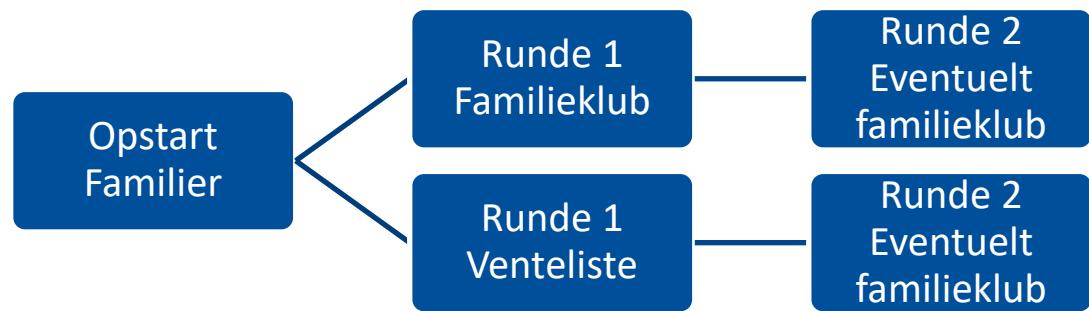 Opstart
Familier
Runde 1
Familieklub
Runde 2
Eventuelt
familieklub
Runde 1
Venteliste
Runde 2
Eventuelt
familieklub